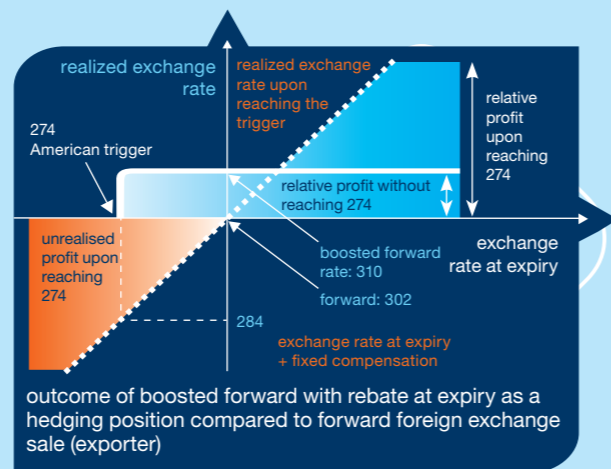 realized exchange
rate
realized exchange
rate upon
reaching the
trigger
274
American trigger
relative
profit
upon
reaching
274
relative profit without
reaching 274
unrealised
profit upon
reaching
274
exchange
rate at expiry
boosted forward
rate: 310
forward: 302
284
exchange rate at expiry
+ fixed compensation
outcome of boosted forward with rebate at expiry as a
hedging position compared to forward foreign exchange
sale (exporter)